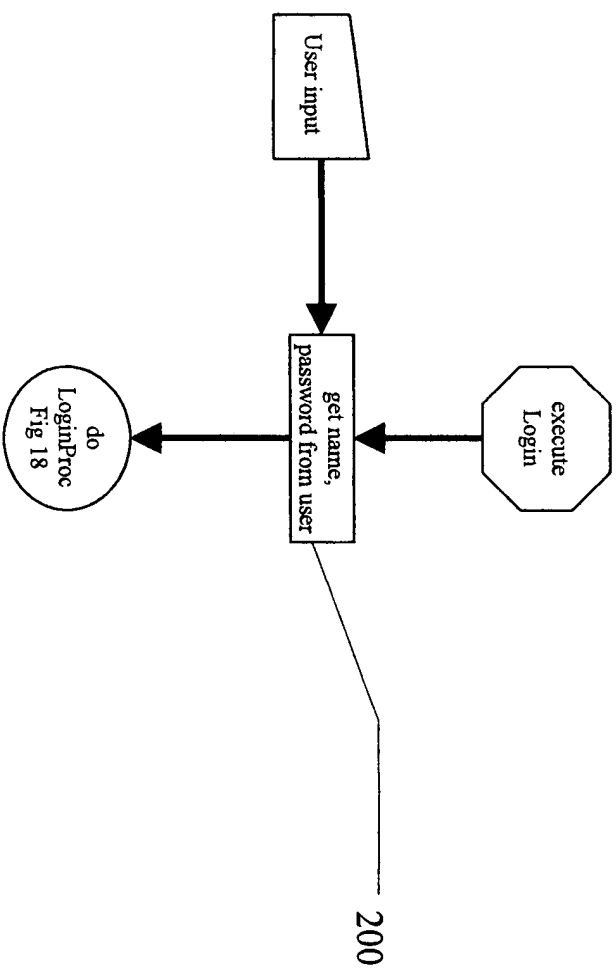 execute
Login
User input
get name,
password from user
200
do
LoginProc
Fig 18